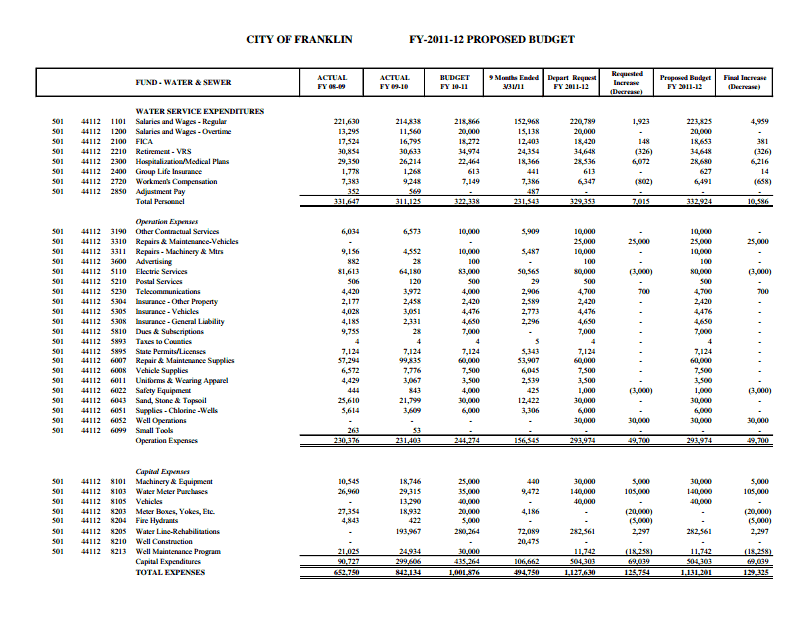 CITY OF FRANKLIN FY-2011-12 PROPOSED BUDGET
FUND - WATER & SEWER ACTUAL FY 08-09 ACTUAL FY 09-10 BUDGET FY 10-11 9 Months Ended 3/31/11 Depart Request FY 2011-12 Requested Increase (Decrease) Proposed Budget FY 2011-12 Final Increase (Decrease)
WATER SERVICE EXPENDITURES
501 44112 1101 Salaries and Wages - Regular 221,630 214,838 218,866 152,968 220,789 1,923 223,825 4,959
501 44112 1200 Salaries and Wages - Overtime 13,295 11,560 20,000 15,138 20,000 - 20,000 -
501 44112 2100 FICA 17,524 16,795 18,272 12,403 18,420 148 18,653 381
501 44112 2210 Retirement - VRS 30,854 30,633 34,974 24,354 34,648 (326) 34,648 (326)
501 44112 2300 Hospitalization/Medical Plans 29,350 26,214 22,464 18,366 28,536 6,072 28,680 6,216
501 44112 2400 Group Life Insurance 1,778 1,268 613 441 613 - 627 14
501 44112 2720 Workmen's Compensation 7,383 9,248 7,149 7,386 6,347 (802) 6,491 (658)
501 44112 2850 Adjustment Pay 352 569 - 487 - - -
Total Personnel 331,647 311,125 322,338 231,543 329,353 7,015 332,924 10,586
Operation Expenses
501 44112 3190 Other Contractual Services 6,034 6,573 10,000 5,909 10,000 - 10,000 -
501 44112 3310 Repairs & Maintenance-Vehicles - - - 25,000 25,000 25,000 25,000
501 44112 3311 Repairs - Machinery & Mtrs 9,156 4,552 10,000 5,487 10,000 - 10,000 -
501 44112 3600 Advertising 882 28 100 - 100 - 100 -
501 44112 5110 Electric Services 81,613 64,180 83,000 50,565 80,000 (3,000) 80,000 (3,000)
501 44112 5210 Postal Services 506 120 500 29 500 - 500 -
501 44112 5230 Telecommunications 4,420 3,972 4,000 2,906 4,700 700 4,700 700
501 44112 5304 Insurance - Other Property 2,177 2,458 2,420 2,589 2,420 - 2,420 -
501 44112 5305 Insurance - Vehicles 4,028 3,051 4,476 2,773 4,476 - 4,476 -
501 44112 5308 Insurance - General Liability 4,185 2,331 4,650 2,296 4,650 - 4,650 -
501 44112 5810 Dues & Subscriptions 9,755 28 7,000 - 7,000 - 7,000 -
501 44112 5893 Taxes to Counties 4 4 4 5 4 - 4 -
501 44112 5895 State Permits/Licenses 7,124 7,124 7,124 5,343 7,124 - 7,124 -
501 44112 6007 Repair & Maintenance Supplies 57,294 99,835 60,000 53,907 60,000 - 60,000 -
501 44112 6008 Vehicle Supplies 6,572 7,776 7,500 6,045 7,500 - 7,500 -
501 44112 6011 Uniforms & Wearing Apparel 4,429 3,067 3,500 2,539 3,500 - 3,500 -
501 44112 6022 Safety Equipment 444 843 4,000 425 1,000 (3,000) 1,000 (3,000)
501 44112 6043 Sand, Stone & Topsoil 25,610 21,799 30,000 12,422 30,000 - 30,000 -
501 44112 6051 Supplies - Chlorine -Wells 5,614 3,609 6,000 3,306 6,000 - 6,000 -
501 44112 6052 Well Operations - - - - 30,000 30,000 30,000 30,000
501 44112 6099 Small Tools 263 53 - - - - -
Operation Expenses 230,376 231,403 244,274 156,545 293,974 49,700 293,974 49,700
Capital Expenses
501 44112 8101 Machinery & Equipment 10,545 18,746 25,000 440 30,000 5,000 30,000 5,000
501 44112 8103 Water Meter Purchases 26,960 29,315 35,000 9,472 140,000 105,000 140,000 105,000
501 44112 8105 Vehicles - 13,290 40,000 - 40,000 - 40,000 -
501 44112 8203 Meter Boxes, Yokes, Etc. 27,354 18,932 20,000 4,186 - (20,000) - (20,000)
501 44112 8204 Fire Hydrants 4,843 422 5,000 - (5,000) - (5,000)
501 44112 8205 Water Line-Rehabilitations - 193,967 280,264 72,089 282,561 2,297 282,561 2,297
501 44112 8210 Well Construction - - - 20,475 - - -
501 44112 8213 Well Maintenance Program 21,025 24,934 30,000 11,742 (18,258) 11,742 (18,258)
Capital Expenditures 90,727 299,606 435,264 106,662 504,303 69,039 504,303 69,039
TOTAL EXPENSES 652,750 842,134 1,001,876 494,750 1,127,630 125,754 1,131,201 129,325